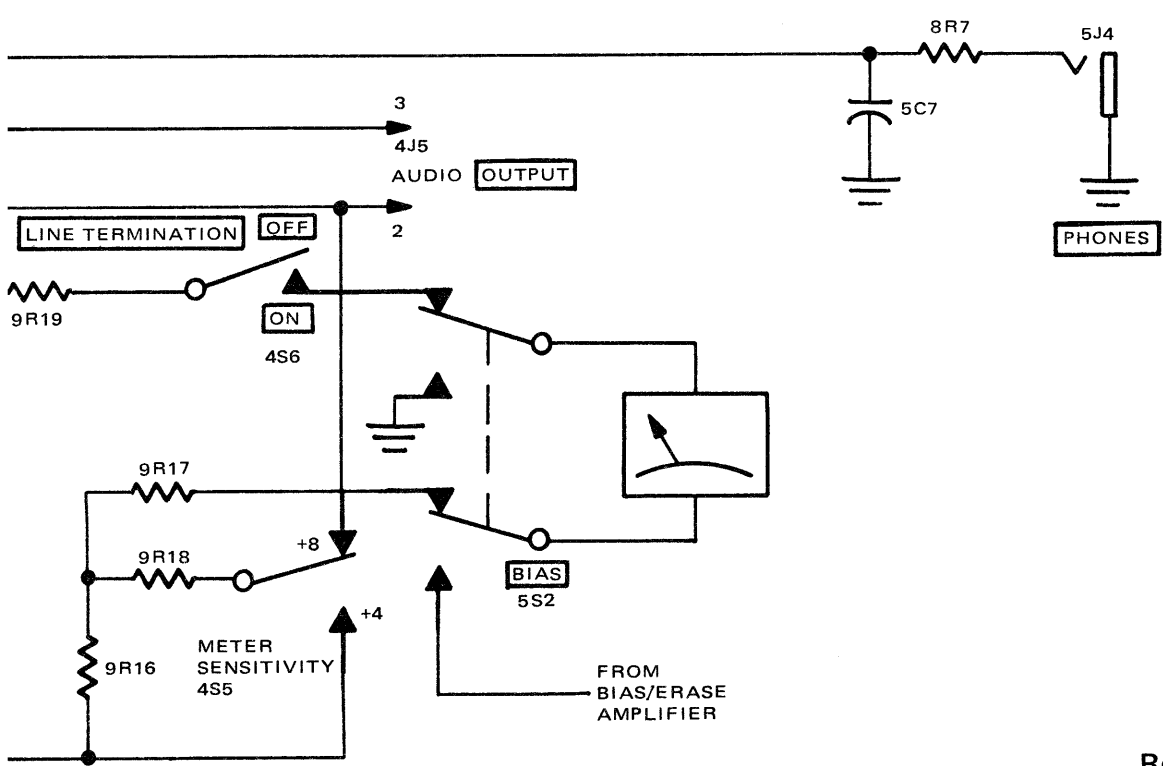 8R7
5J4
5C7
3
4J5
AUDIO OUTPUT
2
PHONES
LINE TERMINATION
OFF
9R19
ON
4S6
9R17
+8
9R18
BIAS
5S2
+4
9R16
METER
SENSITIVITY
4S5
FROM
BIAS/ERASE
AMPLIFIER